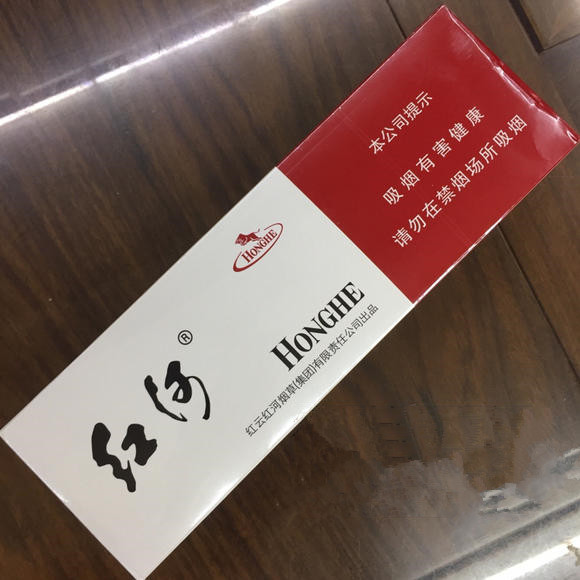 本公司提示
吸烟有害健康
请勿在禁烟场所吸烟
HONGHE
®
红河
HONGHE
红云红河烟草(集团)有限责任公司出品